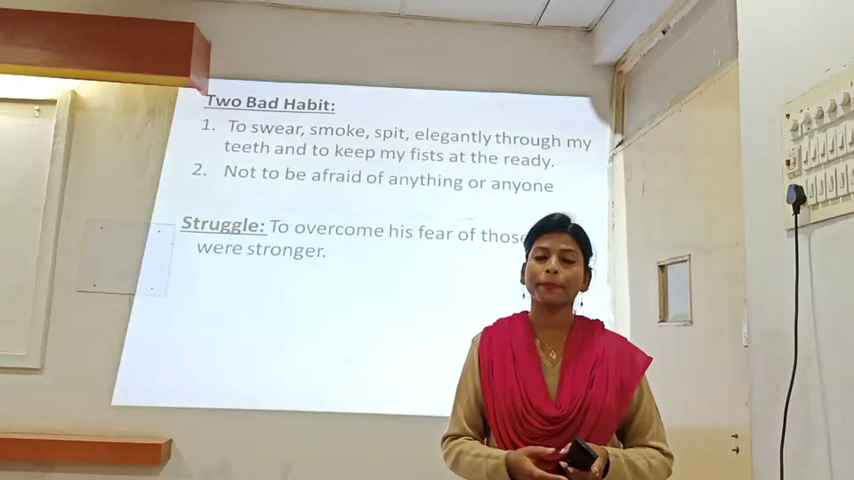 Two Bad Habit:
1. To swear, smoke, spit, elegantly through my
teeth and to keep my fists at the ready.
2. Not to be afraid of anything or anyone
Struggle: To overcome his fear of those
were stronger.